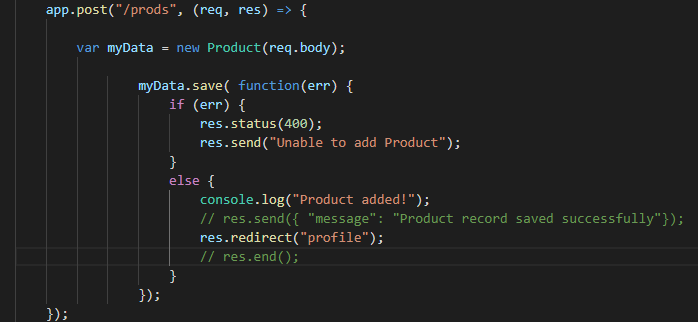 app.post("/prods", (req, res) => {
var myData = new Product(req.body);
myData.save( function(err) {
if (err) {
res.status(400);
res.send("Unable to add Product");
}
else {
console.log("Product added!");
// res.send({ "message": "Product record saved successfully"});
res.redirect("profile");
// res.end();
}
});
});